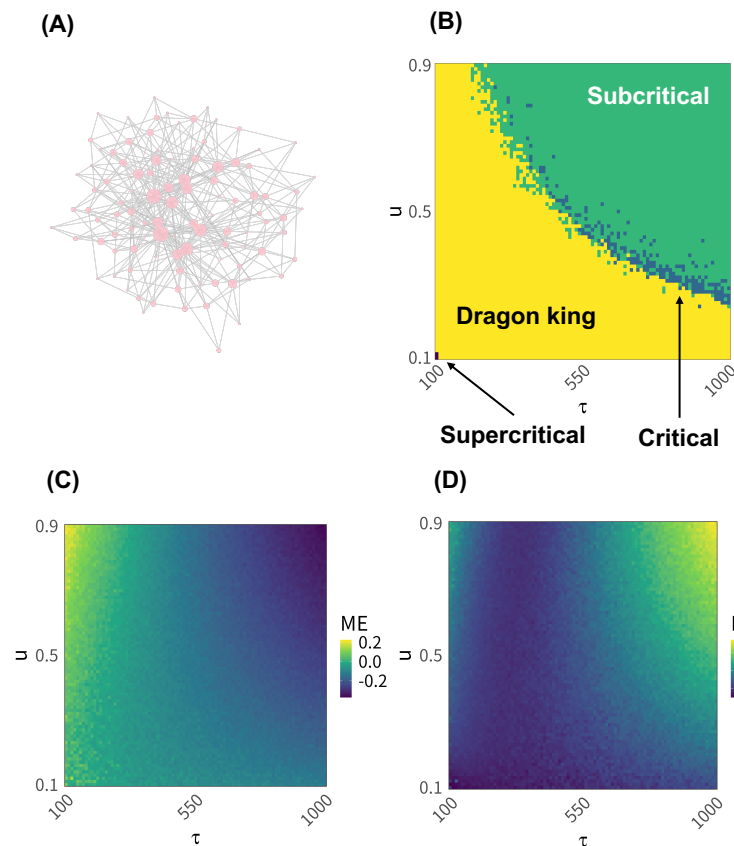 (A)
(B)
0.9
Subcritical
u
0.5
Dragon king
0.1
100
550
1000
τ
Supercritical
Critical
(C)
(D)
0.9
u
0.5
0.1
100
550
1000
τ
ME
0.2
0.0
-0.2
0.9
u
0.5
0.1
100
550
1000
τ